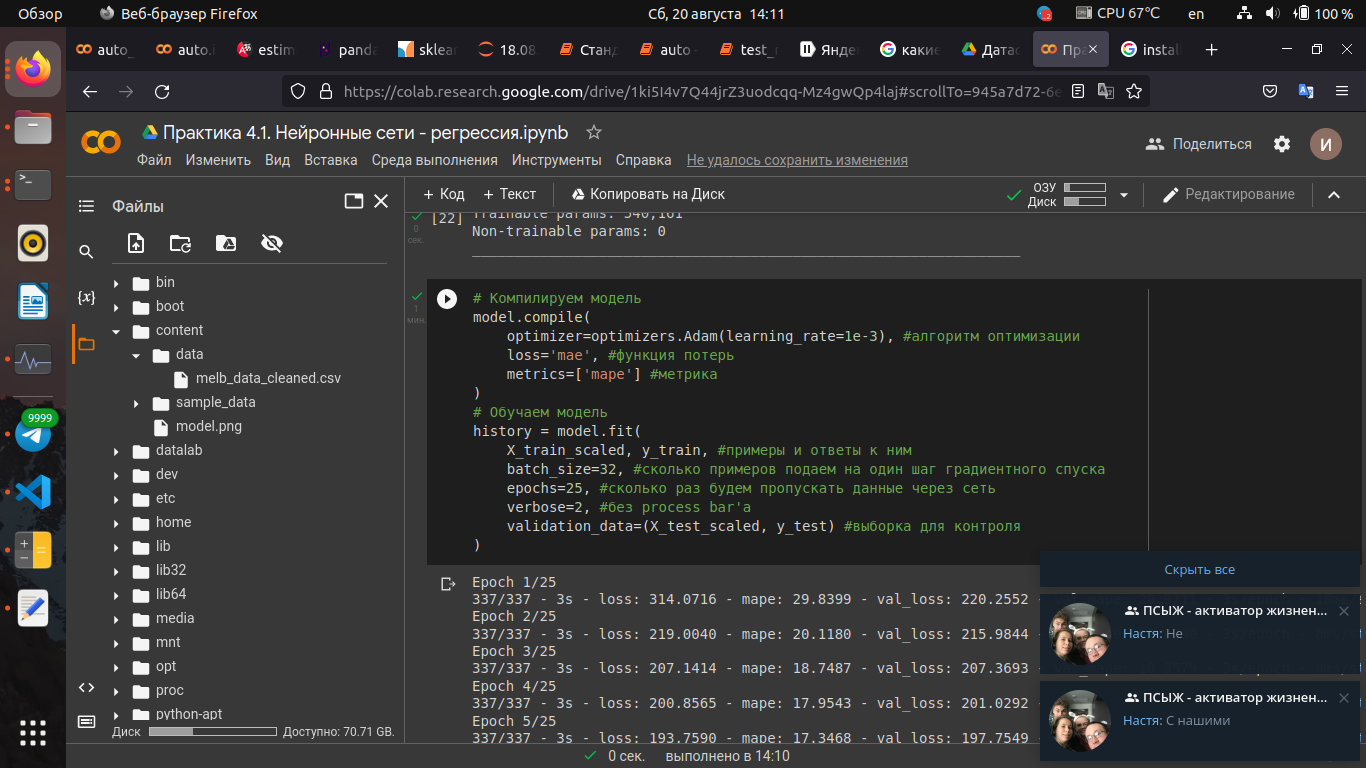 Обзор
Веб-браузер Firefox
Сб, 20 августа 14:11
CPU 67°C
en
100 %
auto_
auto.i
estim
panda
sklear
18.08
Станд
auto -
test_r
Яндек
какие
Датас
Пра
instal
https://colab.research.google.com/drive/1ki5I4v7Q44jrZ3uodcqq-Mz4gwQp4laj#scrollTo=945a7d72-6e
Практика 4.1. Нейронные сети - регрессия.ipynb
Файл Изменить Вид Вставка Среда выполнения Инструменты Справка Не удалось сохранить изменения
Поделиться
И
Файлы
+ Код + Текст Копировать на Диск
ОЗУ
Диск
Редактирование
{x}
bin
boot
content
data
melb_data_cleaned.csv
sample_data
model.png
datalab
dev
etc
home
lib
lib32
lib64
media
mnt
opt
proc
python-apt
Диск Доступно: 70.71 GB.
9999
[22] Trainable params: 540,161
0
сек.
Non-trainable params: 0
1
мин.
# Компилируем модель
model.compile(
optimizer=optimizers.Adam(learning_rate=1e-3), #алгоритм оптимизации
loss='mae', #функция потерь
metrics=['mape'] #метрика
)
# Обучаем модель
history = model.fit(
X_train_scaled, y_train, #примеры и ответы к ним
batch_size=32, #сколько примеров подаем на один шаг градиентного спуска
epochs=25, #сколько раз будем пропускать данные через сеть
verbose=2, #без process bar'а
validation_data=(X_test_scaled, y_test) #выборка для контроля
)
Epoch 1/25
337/337 - 3s - loss: 314.0716 - mape: 29.8399 - val_loss: 220.2552 -
Epoch 2/25
337/337 - 3s - loss: 219.0040 - mape: 20.1180 - val_loss: 215.9844 -
Epoch 3/25
337/337 - 3s - loss: 207.1414 - mape: 18.7487 - val_loss: 207.3693 -
Epoch 4/25
337/337 - 3s - loss: 200.8565 - mape: 17.9543 - val_loss: 201.0292 -
Epoch 5/25
337/337 - 3s - loss: 193.7590 - mape: 17.3468 - val_loss: 197.7549 -
Скрыть все
ПСЫЖ - активатор жизнен...
Настя: Не
ПСЫЖ - активатор жизнен...
Настя: С нашими
0 сек. выполнено в 14:10